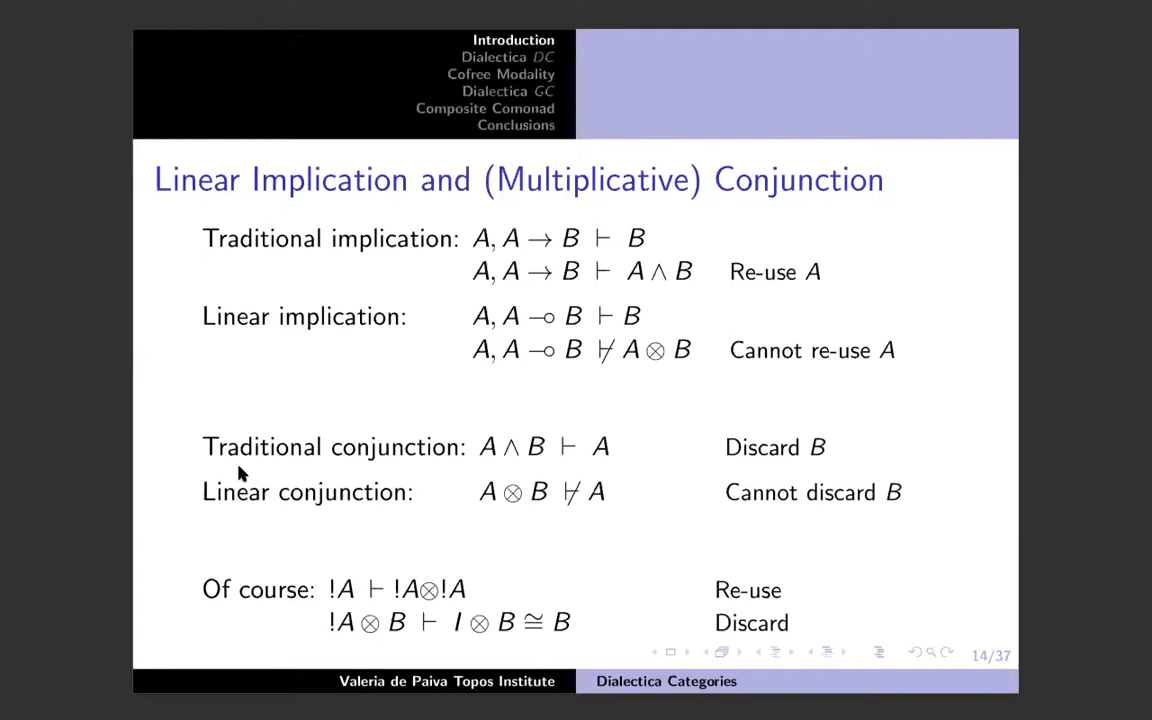 Introduction
Dialectica DC
Cofree Modality
Dialectica GC
Composite Comonad
Conclusions
Linear Implication and (Multiplicative) Conjunction
Traditional implication: A, A → B ⊢ B
A, A → B ⊢ A ∧ B Re-use A
Linear implication: A, A ⊸ B ⊢ B
A, A ⊸ B ⊬ A ⊗ B Cannot re-use A
Traditional conjunction: A ∧ B ⊢ A Discard B
Linear conjunction: A ⊗ B ⊬ A Cannot discard B
Of course: !A ⊢ !A⊗!A Re-use
!A ⊗ B ⊢ I ⊗ B ≅ B Discard
14/37
Valeria de Paiva Topos Institute Dialectica Categories